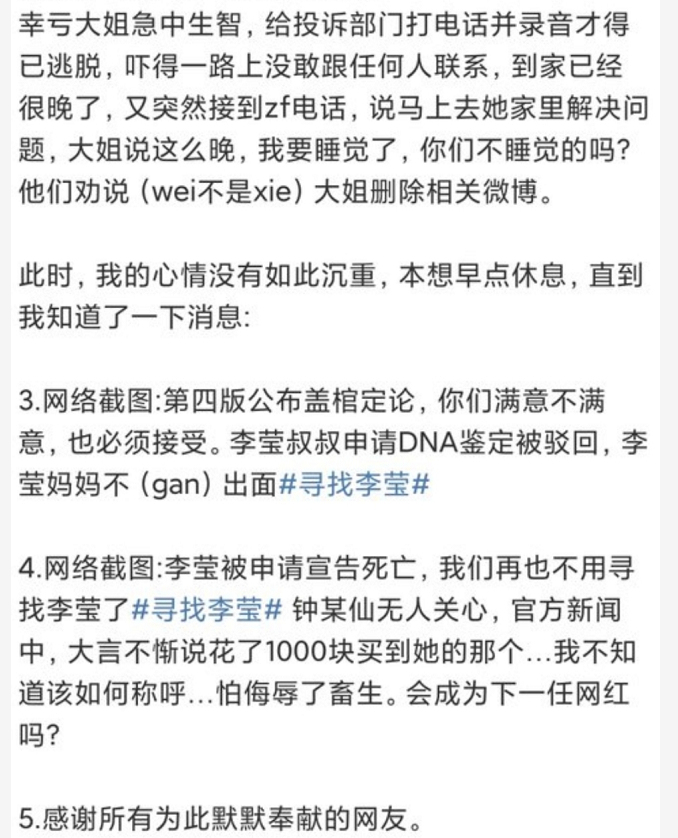 幸亏大姐急中生智，给投诉部门打电话并录音才得
已逃脱，吓得一路上没敢跟任何人联系，到家已经
很晚了，又突然接到zf电话，说马上去她家里解决问
题，大姐说这么晚，我要睡觉了，你们不睡觉的吗？
他们劝说（wei不是xie）大姐删除相关微博。
此时，我的心情没有如此沉重，本想早点休息，直到
我知道了一下消息:
3.网络截图:第四版公布盖棺定论，你们满意不满
意，也必须接受。李莹叔叔申请DNA鉴定被驳回，李
莹妈妈不（gan）出面#寻找李莹#
4.网络截图:李莹被申请宣告死亡，我们再也不用寻
找李莹了#寻找李莹# 钟某仙无人关心，官方新闻
中，大言不惭说花了1000块买到她的那个...我不知
道该如何称呼...怕侮辱了畜生。会成为下一任网红
吗？
5.感谢所有为此默默奉献的网友。